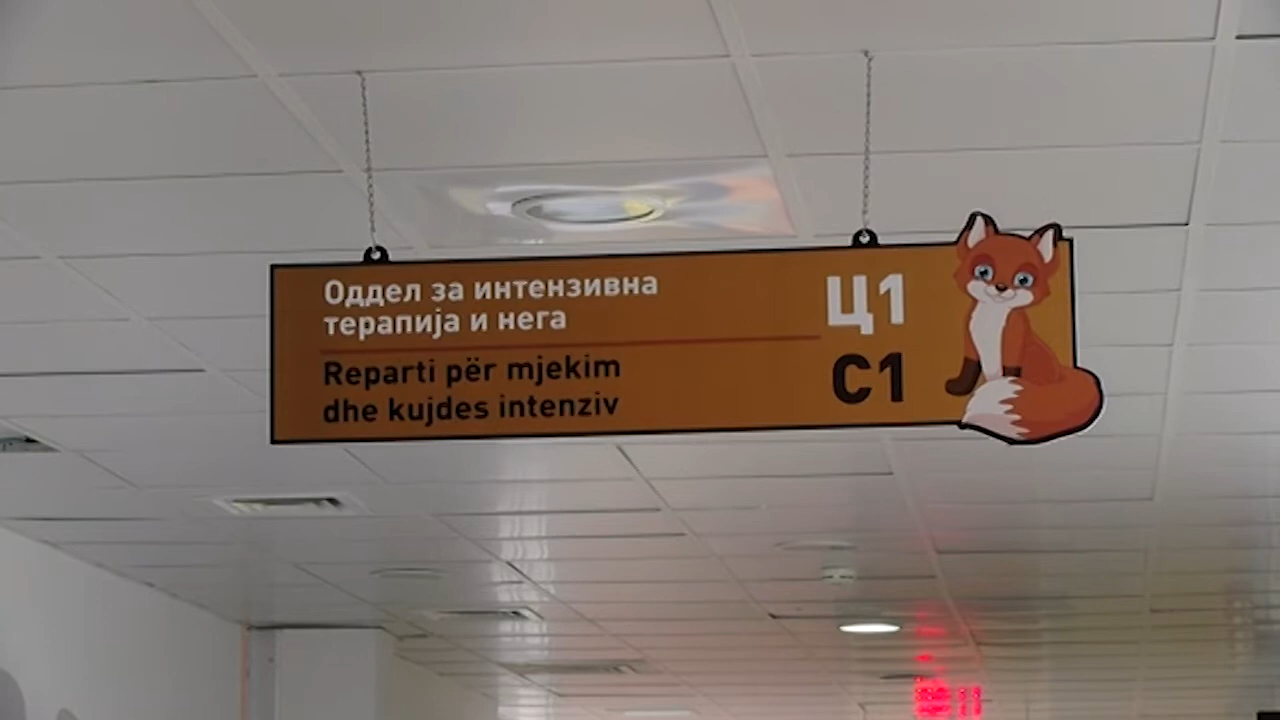 Оддел за интензивна
терапија и нега
Ц1
Reparti për mjekim
dhe kujdes intenziv
C1